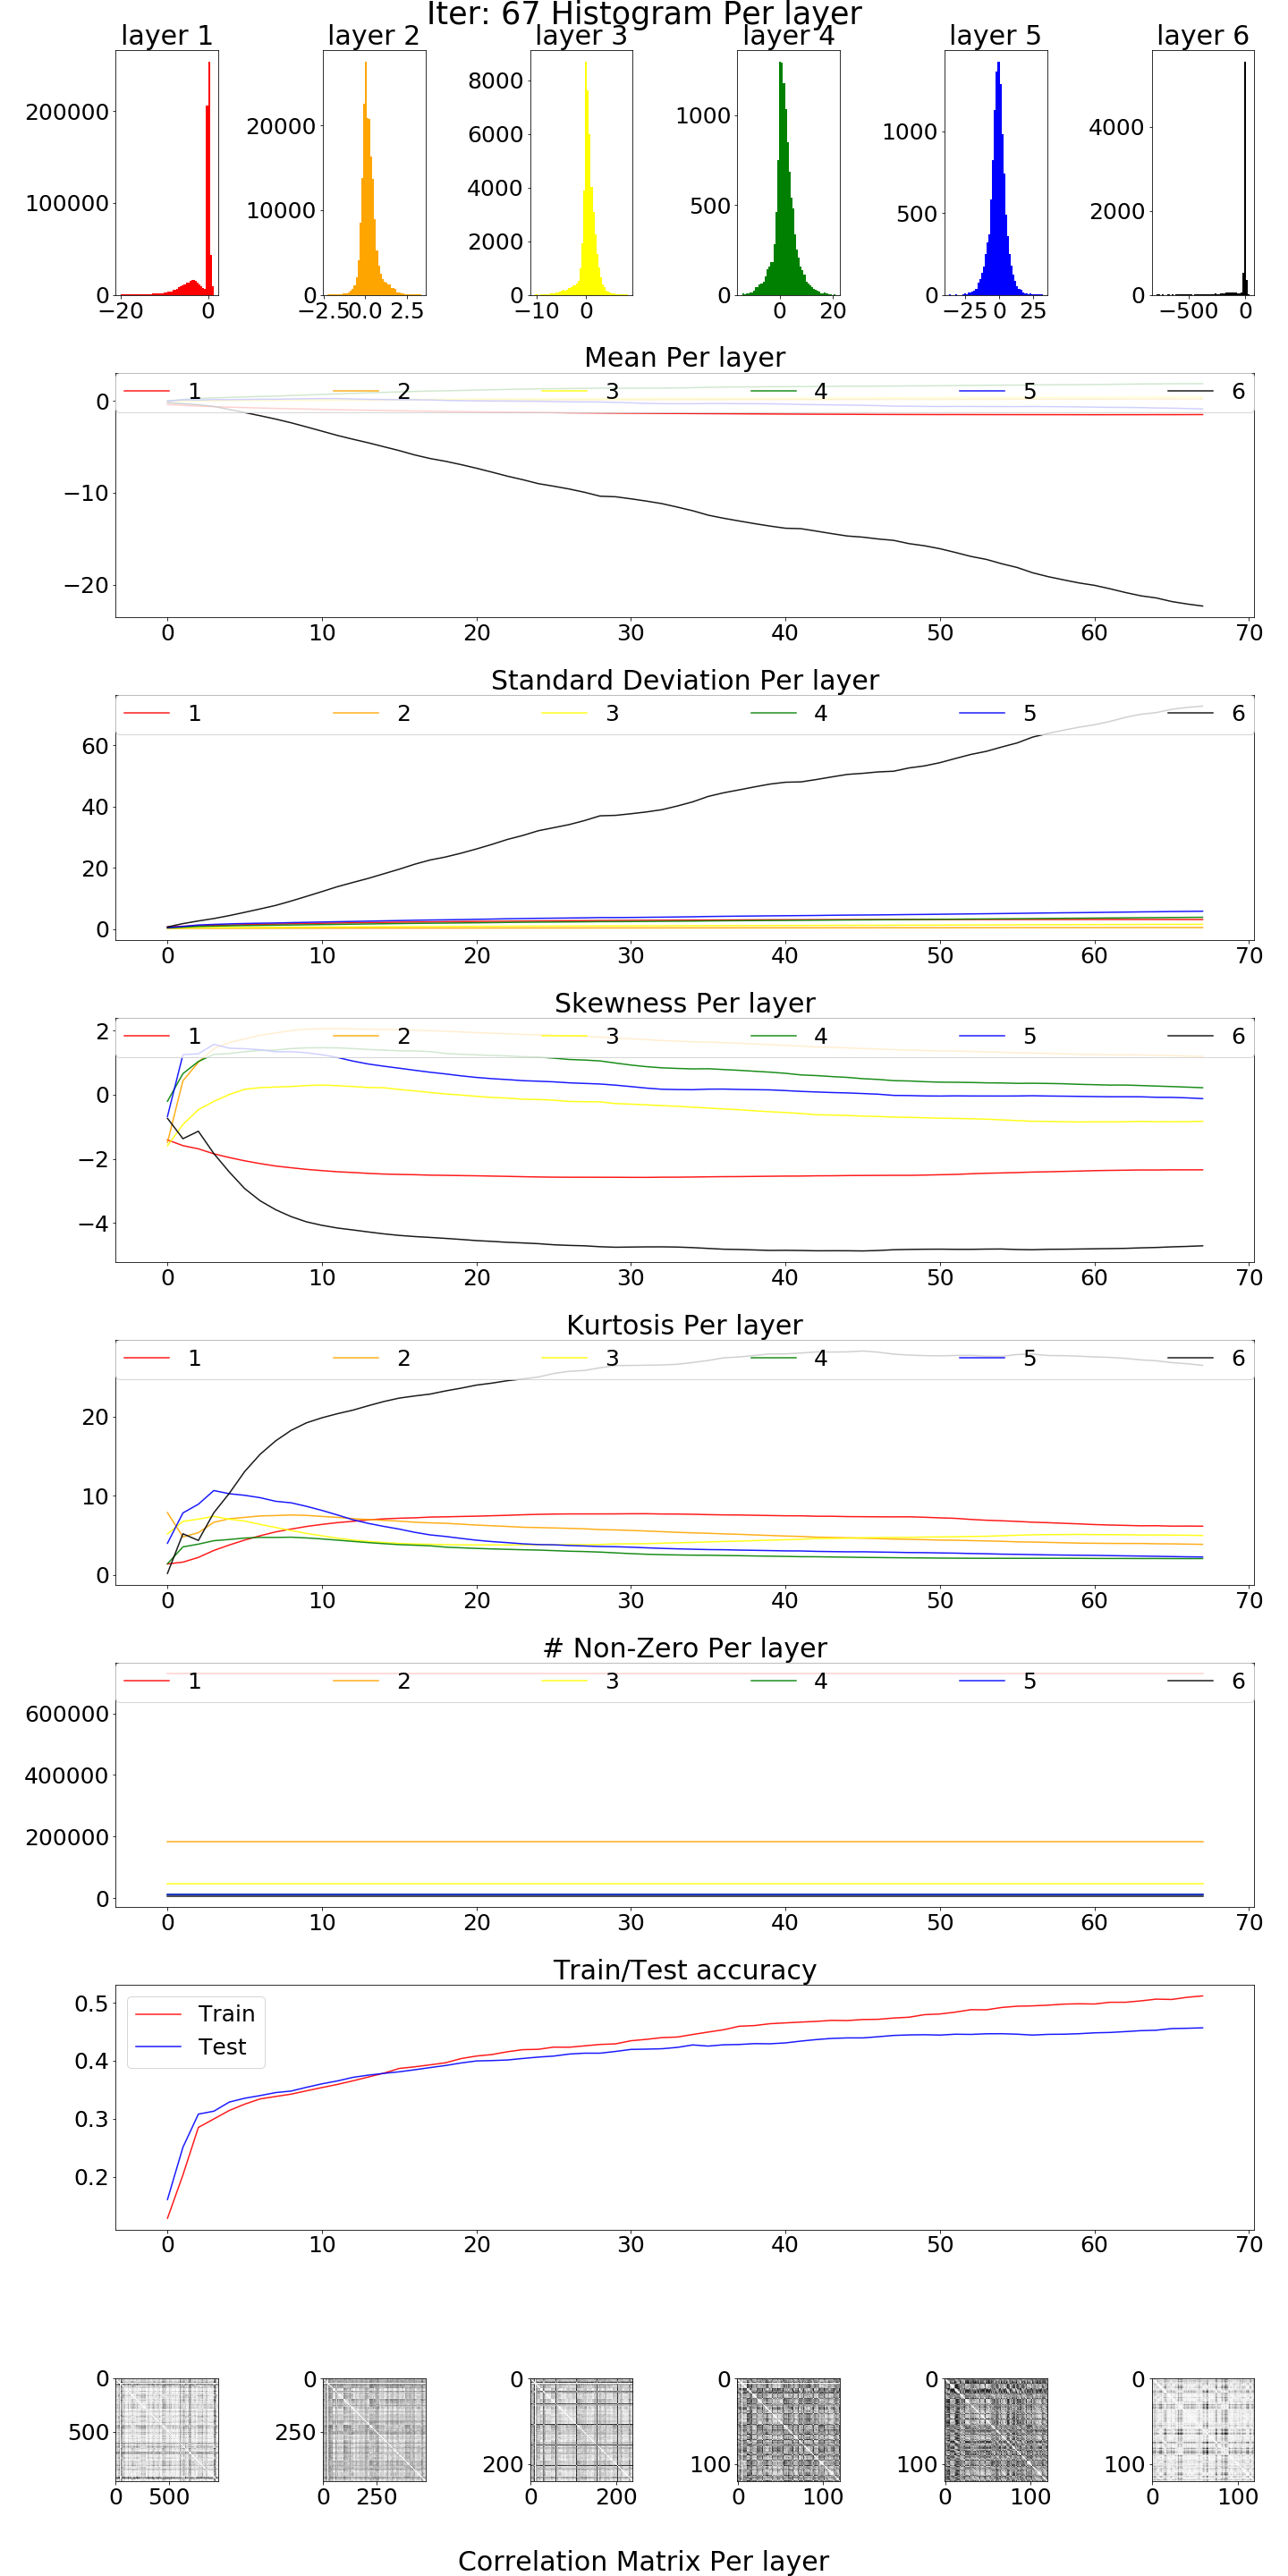 Iter: 67 Histogram Per layer
layer 1 layer 2 layer 3 layer 4 layer 5 layer 6
200000 100000 0 −20 0
20000 10000 0 −2.5 0.0 2.5
8000 6000 4000 2000 0 −10 0
1000 500 0 0 20
1000 500 0 −25 0 25
4000 2000 0 −500 0
Mean Per layer
1 2 3 4 5 6
0
−10
−20
0 10 20 30 40 50 60 70
Standard Deviation Per layer
1 2 3 4 5 6
60
40
20
0
0 10 20 30 40 50 60 70
Skewness Per layer
2
1 2 3 4 5 6
0
−2
−4
0 10 20 30 40 50 60 70
Kurtosis Per layer
1 2 3 4 5 6
20
10
0
0 10 20 30 40 50 60 70
# Non-Zero Per layer
1 2 3 4 5 6
600000
400000
200000
0
0 10 20 30 40 50 60 70
Train/Test accuracy
0.5
Train
Test
0.4
0.3
0.2
0 10 20 30 40 50 60 70
0 500 0 500
0 250 0 250
0 200 0 200
0 100 0 100
0 100 0 100
0 100 0 100
Correlation Matrix Per layer